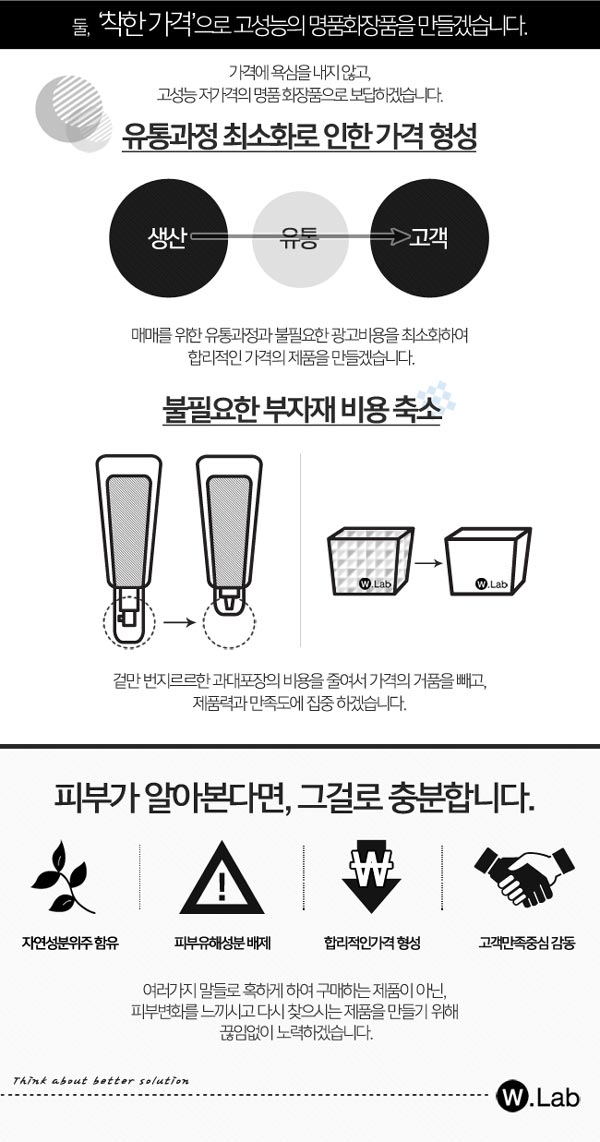 둘, '착한 가격'으로 고성능의 명품화장품을 만들겠습니다.
가격에 욕심을 내지 않고,
고성능 저가격의 명품 화장품으로 보답하겠습니다.
유통과정 최소화로 인한 가격 형성
생산 유통 고객
매매를 위한 유통과정과 불필요한 광고비용을 최소화하여
합리적인 가격의 제품을 만들겠습니다.
불필요한 부자재 비용 축소
W.Lab W.Lab
겉만 번지르르한 과대포장의 비용을 줄여서 가격의 거품을 빼고,
제품력과 만족도에 집중 하겠습니다.
피부가 알아본다면, 그걸로 충분합니다.
자연성분위주 함유 피부유해성분 배제 합리적인가격 형성 고객만족중심 감동
여러가지 말들로 혹하게 하여 구매하는 제품이 아닌,
피부변화를 느끼시고 다시 찾으시는 제품을 만들기 위해
끊임없이 노력하겠습니다.
Think about better solution
W.Lab